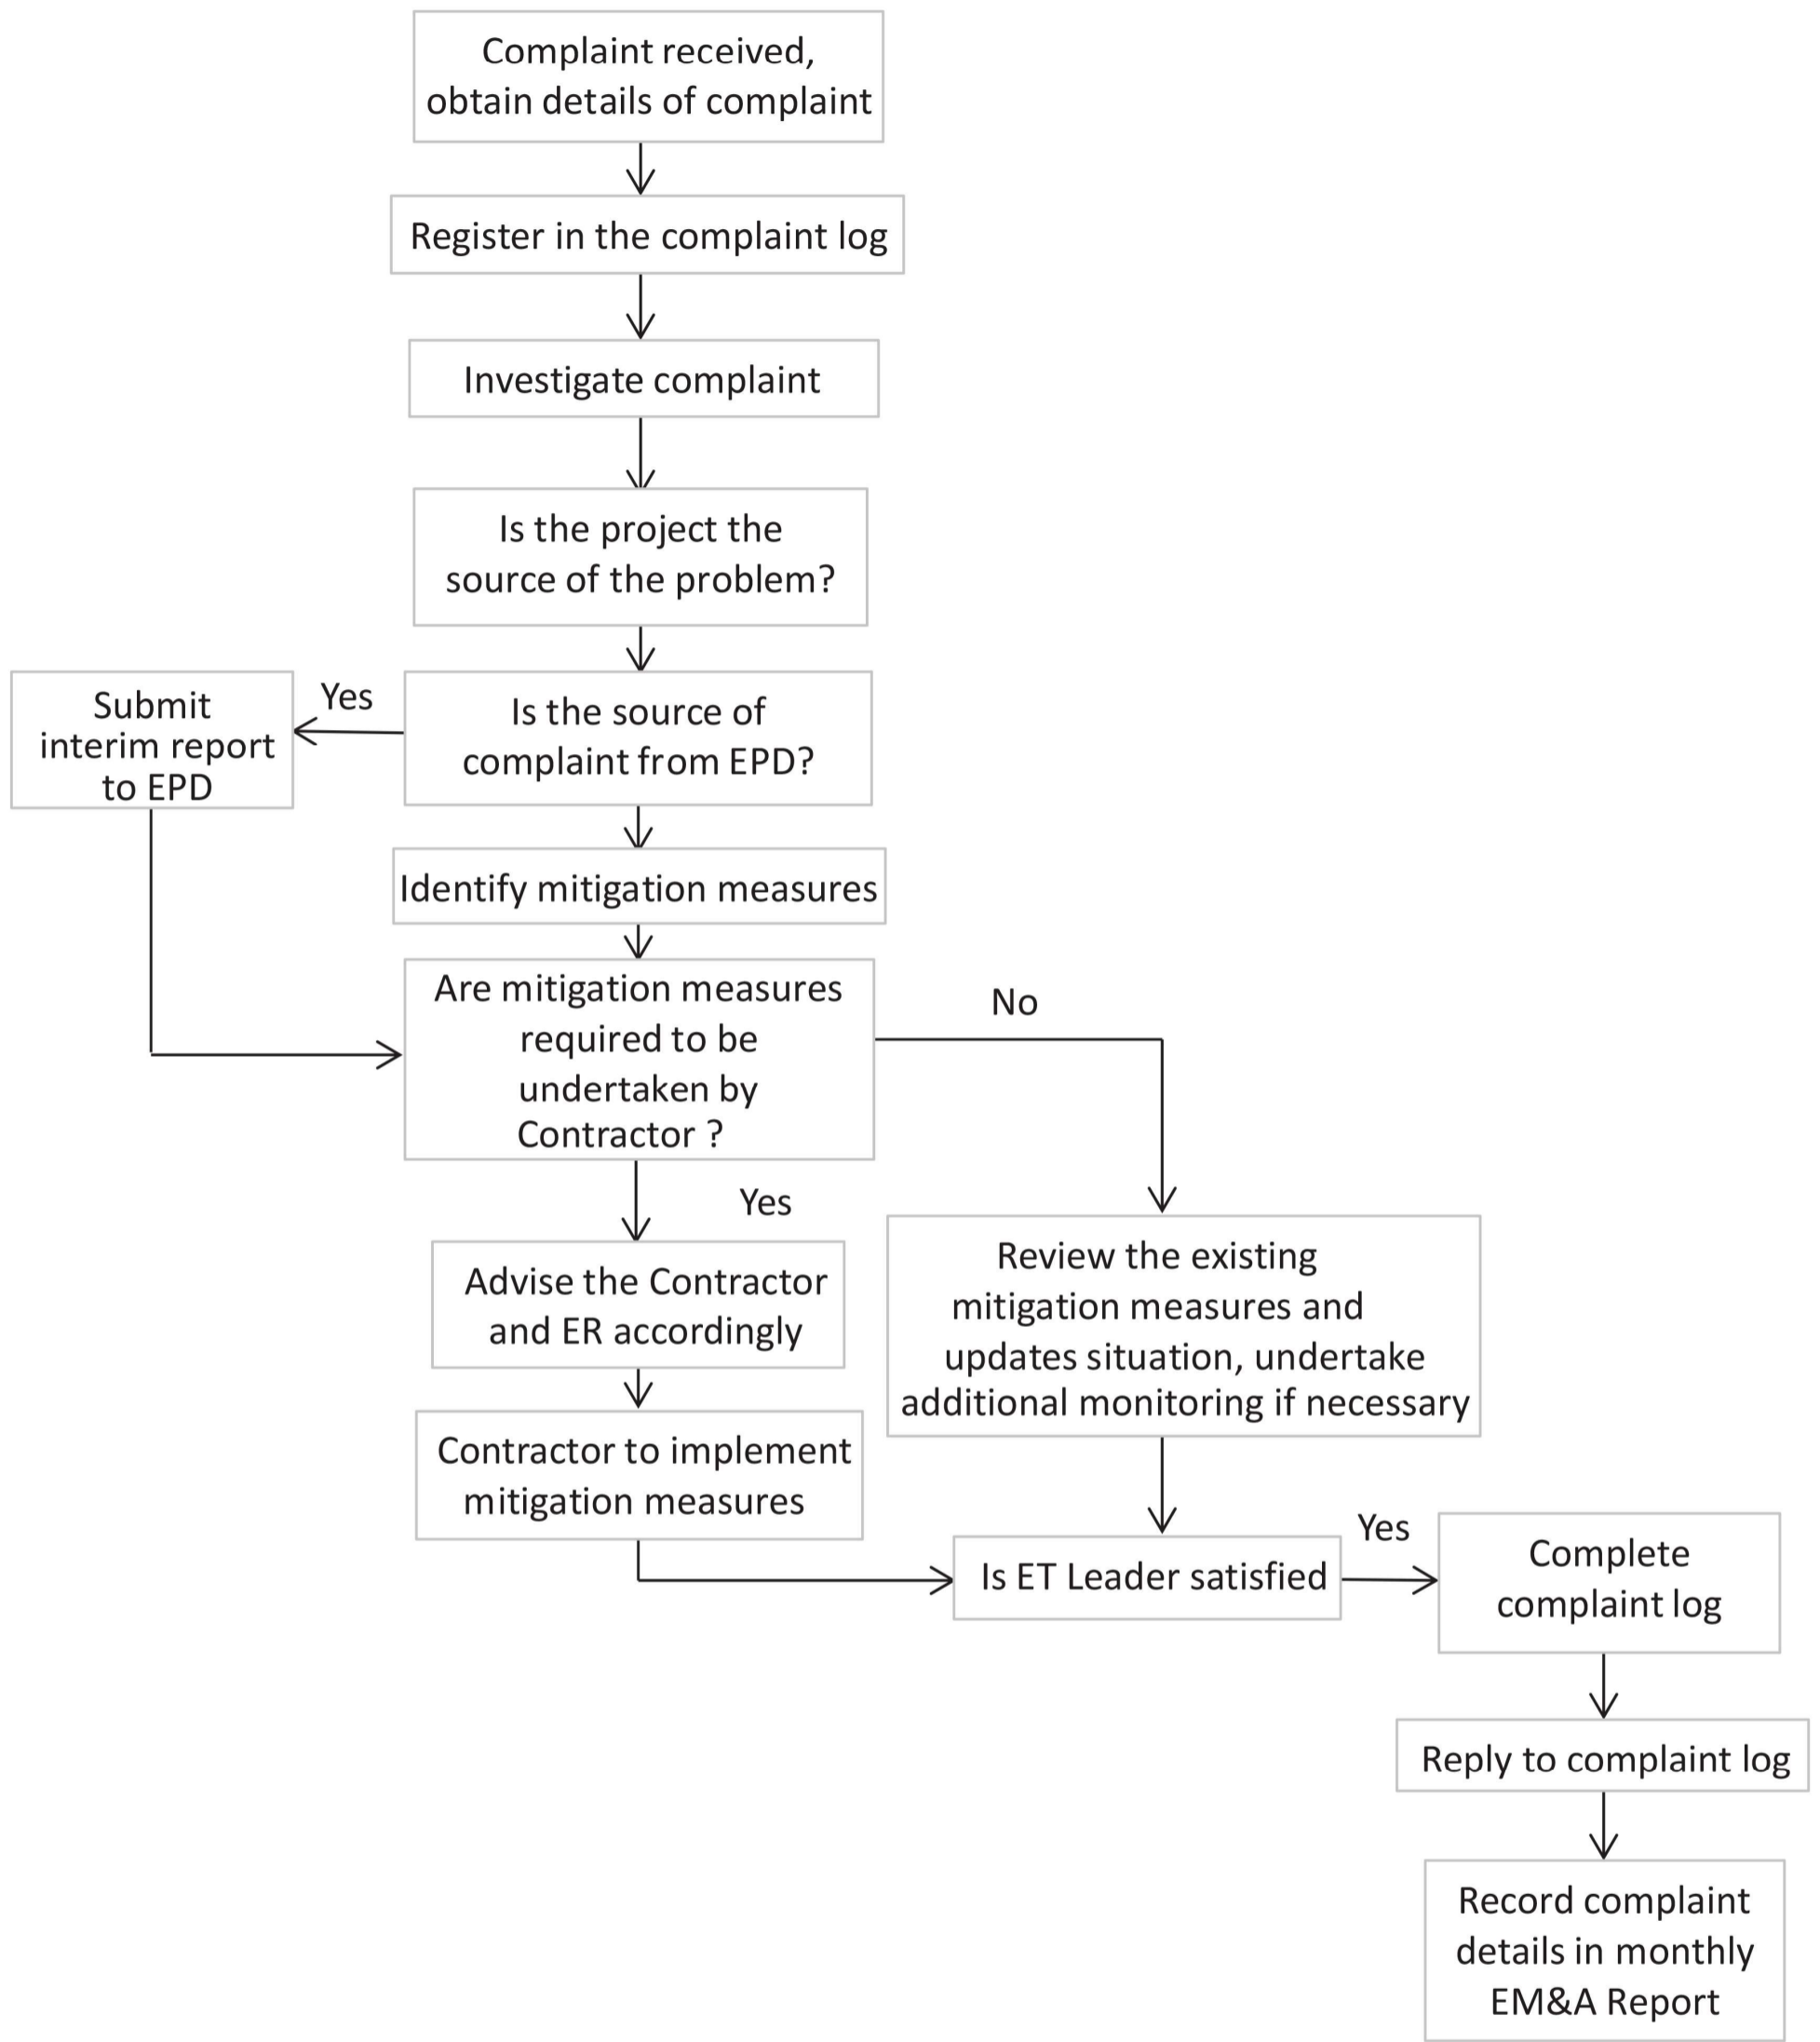 Complaint received,
obtain details of complaint
Register in the complaint log
Investigate complaint
Is the project the
source of the problem?
Submit
interim report
to EPD
Yes
Is the source of
complaint from EPD?
Identify mitigation measures
Are mitigation measures
required to be
undertaken by
Contractor ?
No
Yes
Advise the Contractor
and ER accordingly
Review the existing
mitigation measures and
updates situation, undertake
additional monitoring if necessary
Contractor to implement
mitigation measures
Is ET Leader satisfied
Yes
Complete
complaint log
Reply to complaint log
Record complaint
details in monthly
EM&A Report